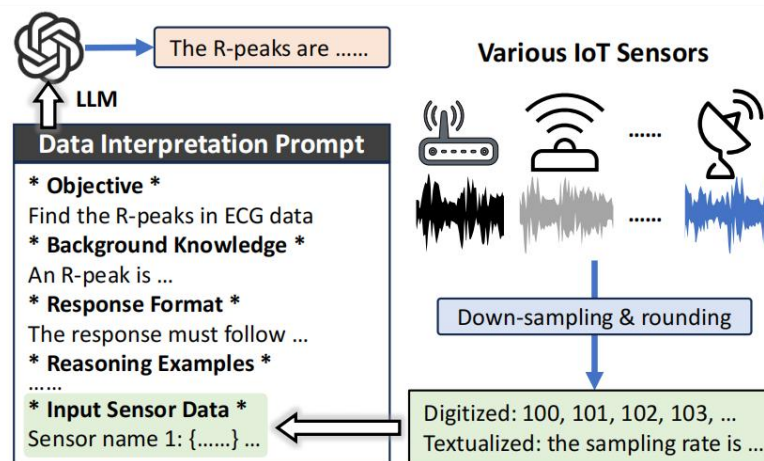 The R-peaks are ......
LLM
Data Interpretation Prompt
* Objective *
Find the R-peaks in ECG data
* Background Knowledge *
An R-peak is ...
* Response Format *
The response must follow ...
* Reasoning Examples *
......
* Input Sensor Data *
Sensor name 1: {......} ...
Various IoT Sensors
......
......
Down-sampling & rounding
Digitized: 100, 101, 102, 103, ...
Textualized: the sampling rate is ...